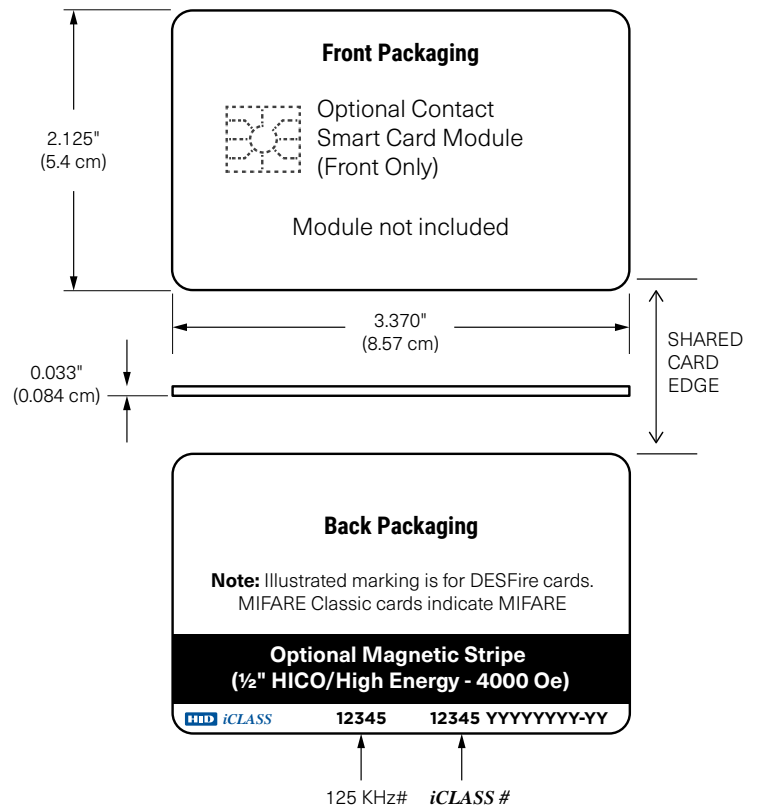 Front Packaging
Optional Contact
Smart Card Module
(Front Only)
Module not included
2.125"
(5.4 cm)
3.370"
(8.57 cm)
SHARED
CARD
EDGE
0.033"
(0.084 cm)
Back Packaging
Note: Illustrated marking is for DESFire cards.
MIFARE Classic cards indicate MIFARE
Optional Magnetic Stripe
(½" HICO/High Energy - 4000 Oe)
HID iCLASS 12345 12345 YYYYYYYY-YY
125 KHz# iCLASS #